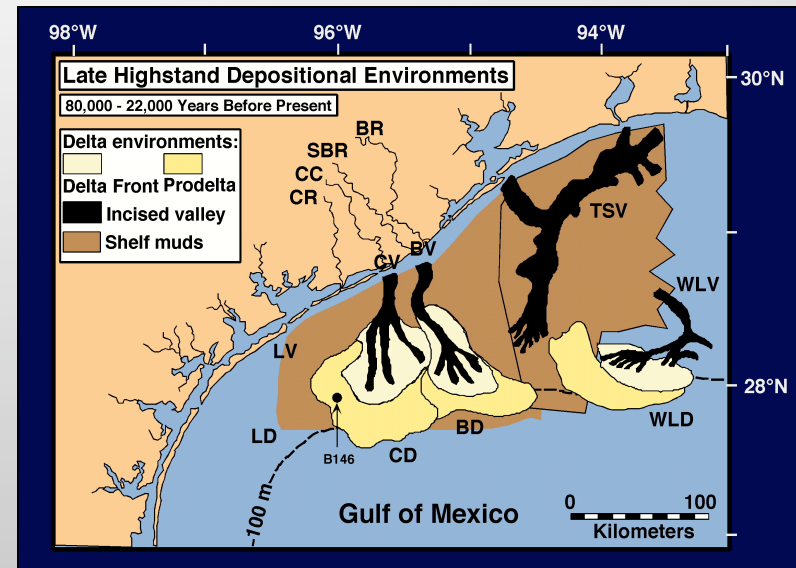 98°W
96°W
94°W
Late Highstand Depositional Environments
30°N
80,000 - 22,000 Years Before Present
BR
Delta environments:
SBR
CC
Delta Front Prodelta
CR
Incised valley
TSV
Shelf muds
BV
CV
WLV
LV
28°N
WLD
BD
LD
CD
B146
-100 m-
Gulf of Mexico
0 100
Kilometers